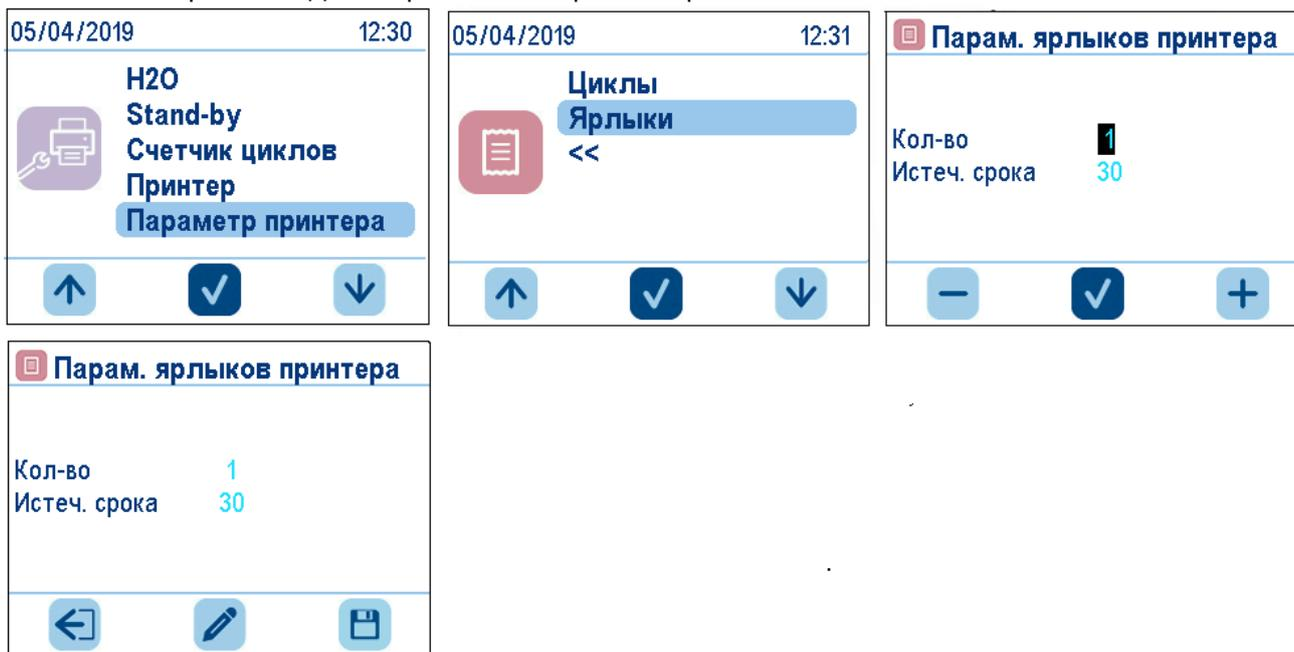 05/04/2019 12:30
H2O
Stand-by
Счетчик циклов
Принтер
Параметр принтера
05/04/2019 12:31
Циклы
Ярлыки
<<
Парам. ярлыков принтера
Кол-во 1
Истеч. срока 30
Парам. ярлыков принтера
Кол-во 1
Истеч. срока 30